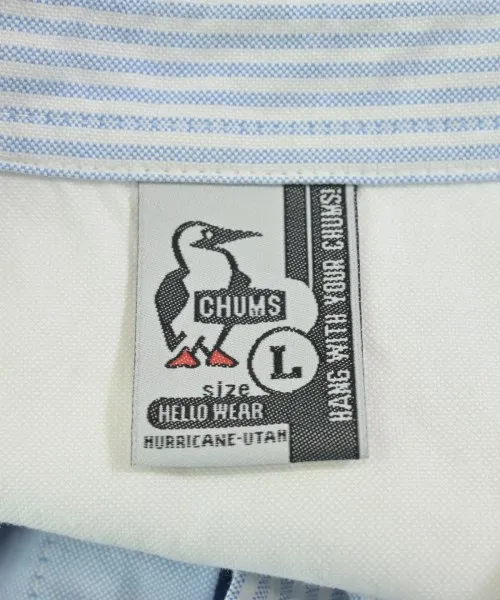 CHUMS
L
size
HELLO WEAR
HURRICANE-UTAH
HANG WITH YOUR CHUMS!